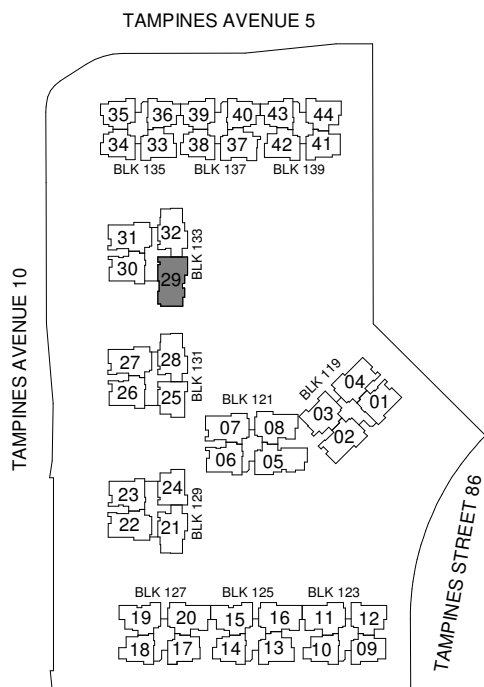 TAMPINES AVENUE 5
35 36 39 40 43 44
34 33 38 37 42 41
BLK 135 BLK 137 BLK 139
31 32
30 29
BLK 133
TAMPINES AVENUE 10
27 28
26 25
BLK 131
BLK 119
04
03 01
02
BLK 121
07 08
06 05
23 24
22 21
BLK 129
TAMPINES STREET 86
BLK 127 BLK 125 BLK 123
19 20 15 16 11 12
18 17 14 13 10 09